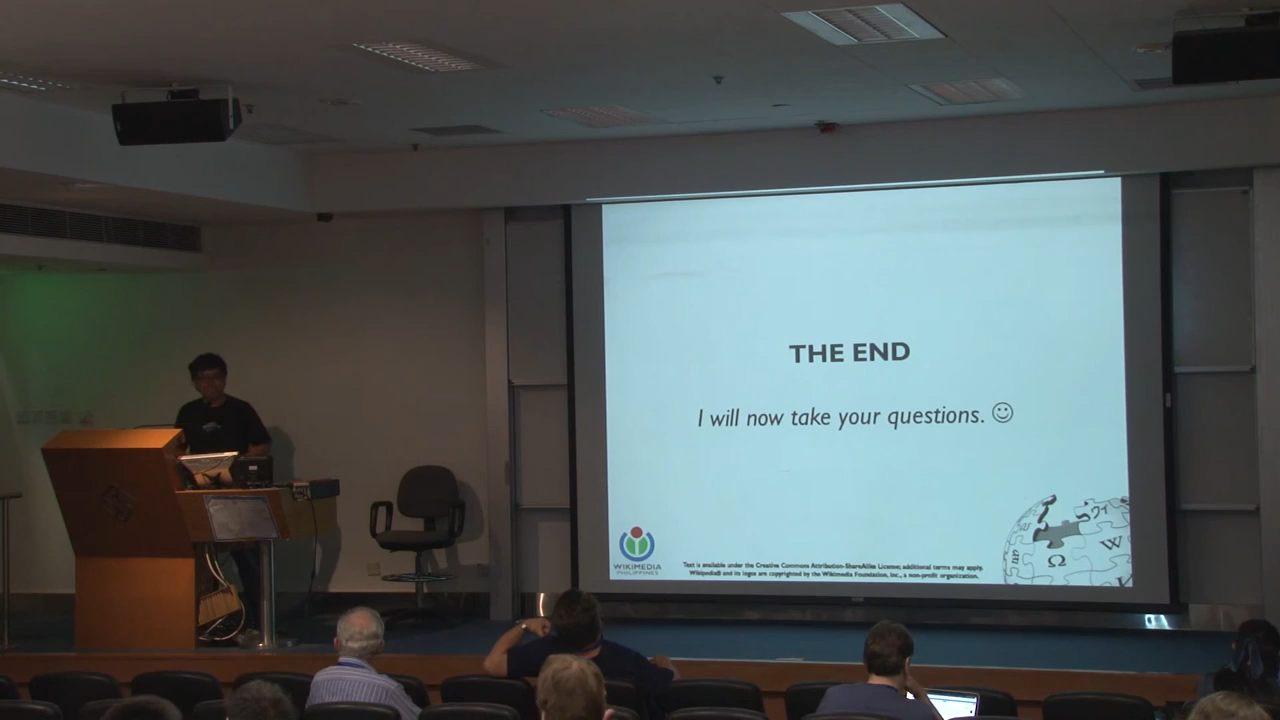 THE END
I will now take your questions. ☺
WIKIMEDIA
PHILIPPINES
Text is available under the Creative Commons Attribution-ShareAlike License; additional terms may apply.
Wikipedia® and its logos are copyrighted by the Wikimedia Foundation, Inc., a non-profit organization.
Ω
W